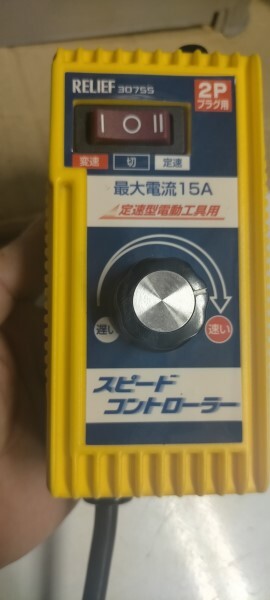 RELIEF 30755
2P
プラグ用
I O II
変速 切 定速
最大電流15A
定速型電動工具用
遅い 速い
スピード
コントローラー